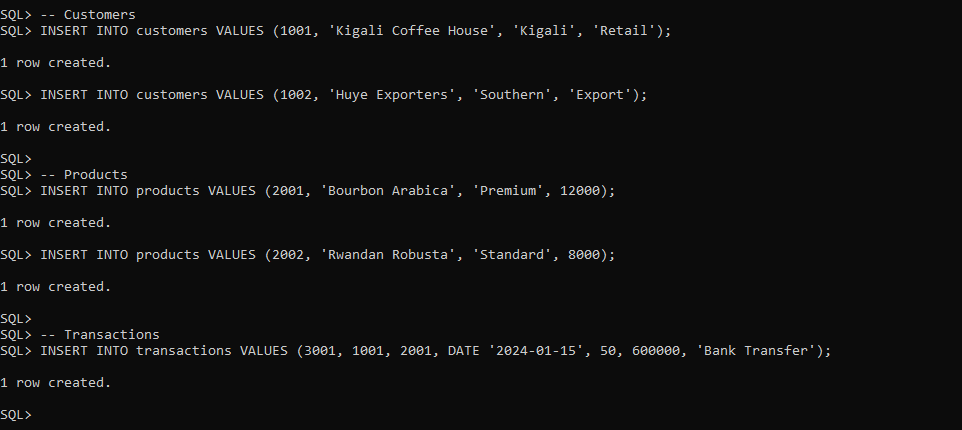 SQL> -- Customers
SQL> INSERT INTO customers VALUES (1001, 'Kigali Coffee House', 'Kigali', 'Retail');
1 row created.
SQL> INSERT INTO customers VALUES (1002, 'Huye Exporters', 'Southern', 'Export');
1 row created.
SQL>
SQL> -- Products
SQL> INSERT INTO products VALUES (2001, 'Bourbon Arabica', 'Premium', 12000);
1 row created.
SQL> INSERT INTO products VALUES (2002, 'Rwandan Robusta', 'Standard', 8000);
1 row created.
SQL>
SQL> -- Transactions
SQL> INSERT INTO transactions VALUES (3001, 1001, 2001, DATE '2024-01-15', 50, 600000, 'Bank Transfer');
1 row created.
SQL>